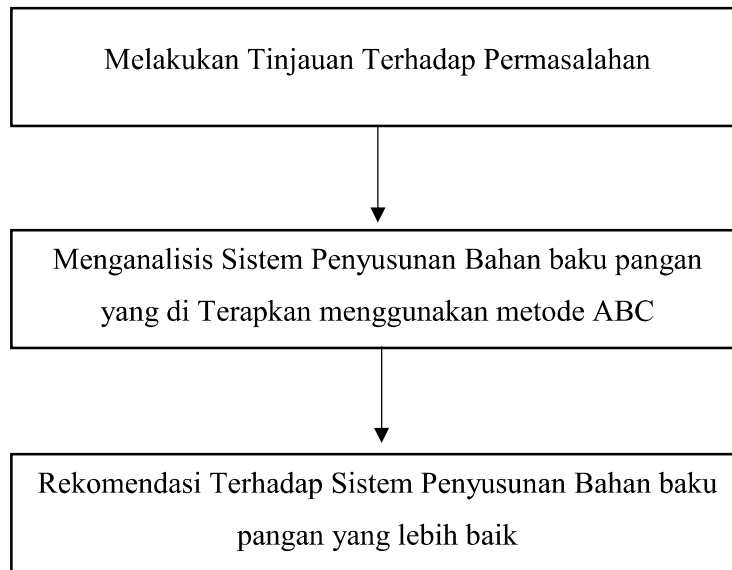 Melakukan Tinjauan Terhadap Permasalahan
Menganalisis Sistem Penyusunan Bahan baku pangan
yang di Terapkan menggunakan metode ABC
Rekomendasi Terhadap Sistem Penyusunan Bahan baku
pangan yang lebih baik